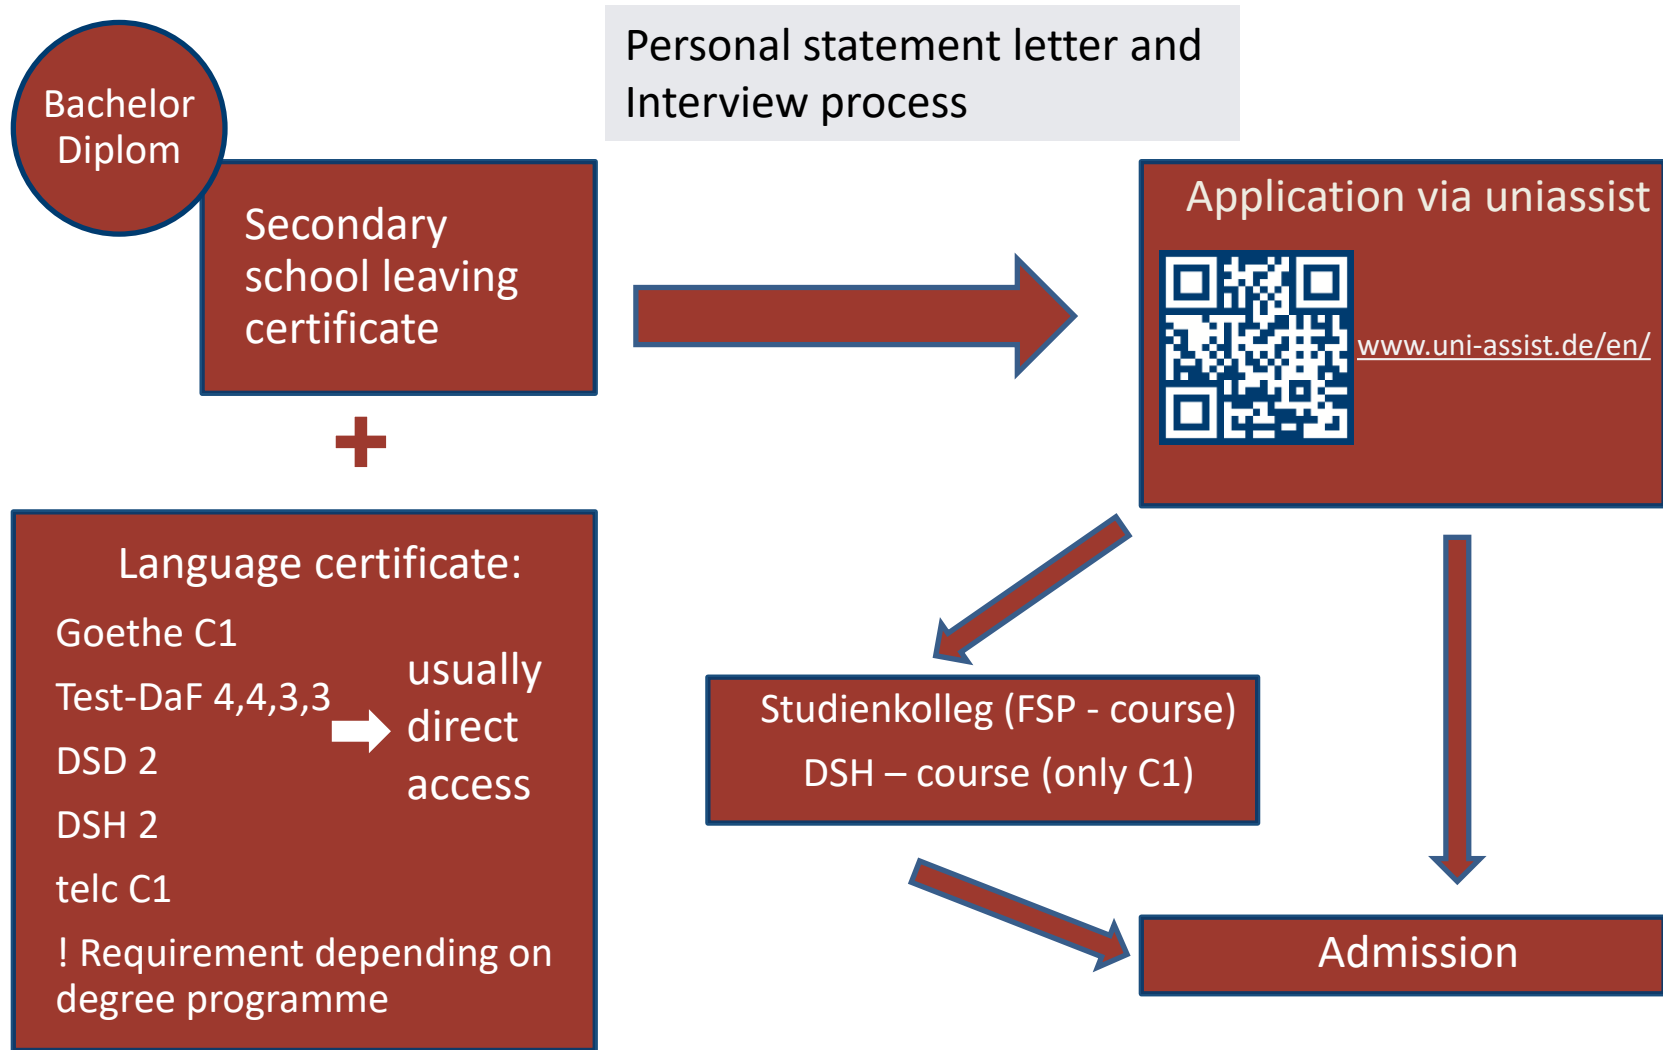 Personal statement letter and
Interview process
Bachelor
Diplom
Secondary
school leaving
certificate
Application via uniassist
www.uni-assist.de/en/
+
Language certificate:
Goethe C1
Test-DaF 4,4,3,3
DSD 2
DSH 2
telc C1
usually
direct
access
! Requirement depending on
degree programme
Studienkolleg (FSP - course)
DSH – course (only C1)
Admission